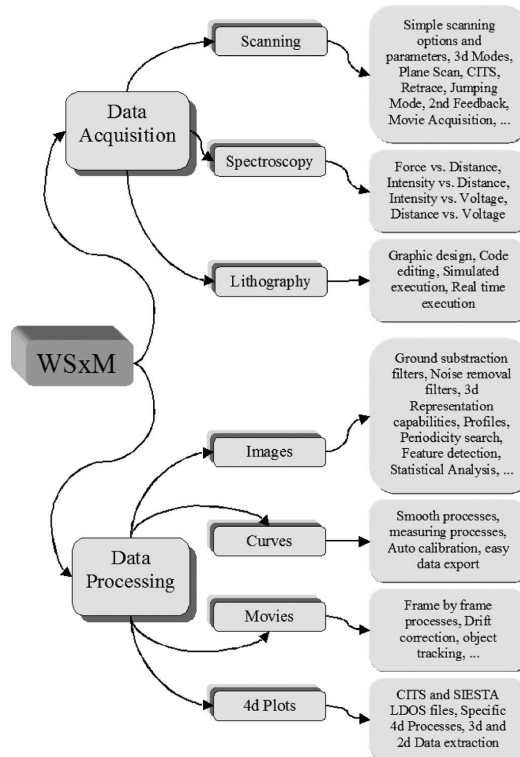 Scanning
Simple scanning
options and
parameters, 3d Modes,
Plane Scan, CITS,
Retrace, Jumping
Mode, 2nd Feedback,
Movie Acquisition, ...
Data
Acquisition
Spectroscopy
Force vs. Distance,
Intensity vs. Distance,
Intensity vs. Voltage,
Distance vs. Voltage
Lithography
Graphic design, Code
editing, Simulated
execution, Real time
execution
WSxM
Ground substraction
filters, Noise removal
filters, 3d
Representation
capabilities, Profiles,
Periodicity search,
Feature detection,
Statistical Analysis, ...
Images
Data
Processing
Curves
Smooth processes,
measuring processes,
Auto calibration, easy
data export
Movies
Frame by frame
processes, Drift
correction, object
tracking, ...
4d Plots
CITS and SIESTA
LDOS files, Specific
4d Processes, 3d and
2d Data extraction